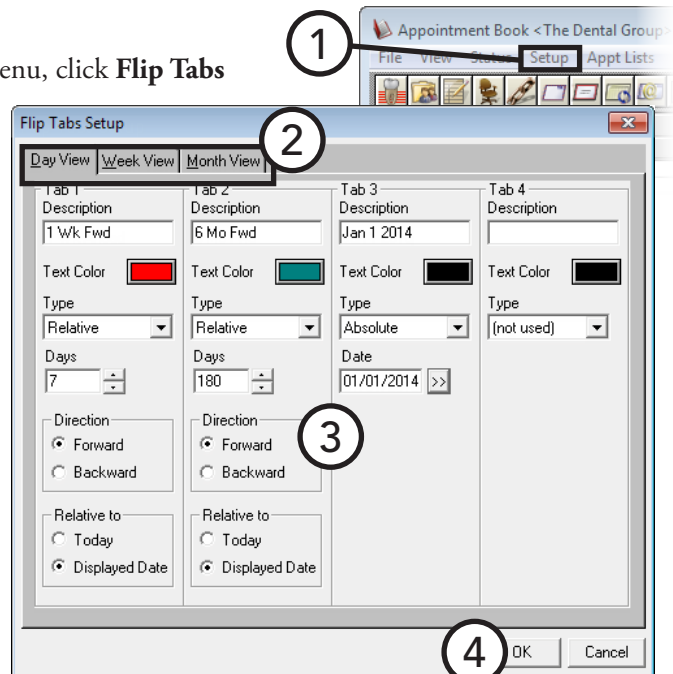 1
Appointment Book <The Dental Group>
File View Status Setup Appt Lists
enu, click Flip Tabs
Flip Tabs Setup
2
Day View Week View Month View
Tab 1 Tab 2 Tab 3 Tab 4
Description Description Description Description
1 Wk Fwd 6 Mo Fwd Jan 1 2014
Text Color Text Color Text Color Text Color
Type Type Type Type
Relative Relative Absolute (not used)
Days Days Date
7 180 01/01/2014 >>
Direction Direction
Forward Forward 3
Backward Backward
Relative to Relative to
Today Today
Displayed Date Displayed Date
4 OK Cancel